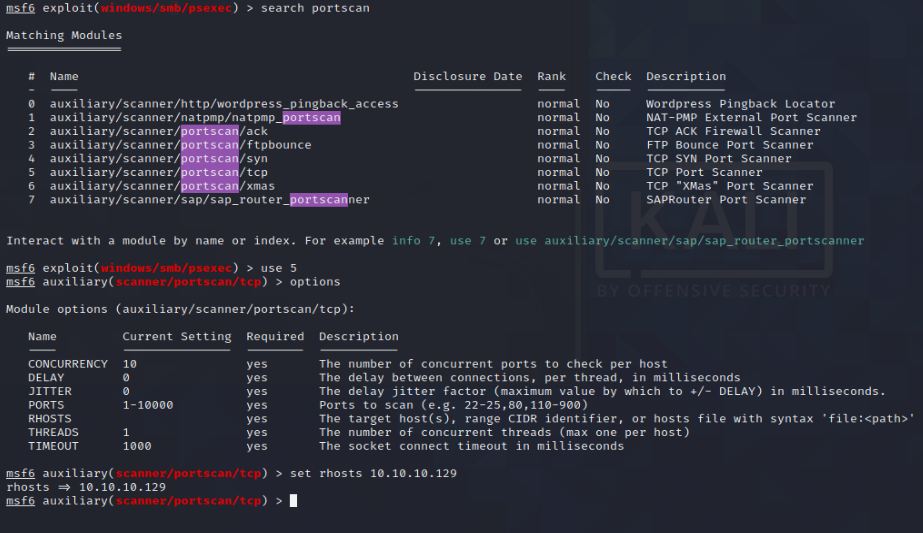 msf6 exploit(windows/smb/psexec) > search portscan
Matching Modules
================
# Name Disclosure Date Rank Check Description
- ---- --------------- ---- ----- -----------
0 auxiliary/scanner/http/wordpress_pingback_access normal No Wordpress Pingback Locator
1 auxiliary/scanner/natpmp/natpmp_portscan normal No NAT-PMP External Port Scanner
2 auxiliary/scanner/portscan/ack normal No TCP ACK Firewall Scanner
3 auxiliary/scanner/portscan/ftpbounce normal No FTP Bounce Port Scanner
4 auxiliary/scanner/portscan/syn normal No TCP SYN Port Scanner
5 auxiliary/scanner/portscan/tcp normal No TCP Port Scanner
6 auxiliary/scanner/portscan/xmas normal No TCP "XMas" Port Scanner
7 auxiliary/scanner/sap/sap_router_portscanner normal No SAPRouter Port Scanner
Interact with a module by name or index. For example info 7, use 7 or use auxiliary/scanner/sap/sap_router_portscanner
msf6 exploit(windows/smb/psexec) > use 5
msf6 auxiliary(scanner/portscan/tcp) > options
Module options (auxiliary/scanner/portscan/tcp):
Name Current Setting Required Description
---- --------------- -------- -----------
CONCURRENCY 10 yes The number of concurrent ports to check per host
DELAY 0 yes The delay between connections, per thread, in milliseconds
JITTER 0 yes The delay jitter factor (maximum value by which to +/- DELAY) in milliseconds.
PORTS 1-10000 yes Ports to scan (e.g. 22-25,80,110-900)
RHOSTS yes The target host(s), range CIDR identifier, or hosts file with syntax 'file:<path>'
THREADS 1 yes The number of concurrent threads (max one per host)
TIMEOUT 1000 yes The socket connect timeout in milliseconds
msf6 auxiliary(scanner/portscan/tcp) > set rhosts 10.10.10.129
rhosts => 10.10.10.129
msf6 auxiliary(scanner/portscan/tcp) >
KALI
BY OFFENSIVE SECURITY